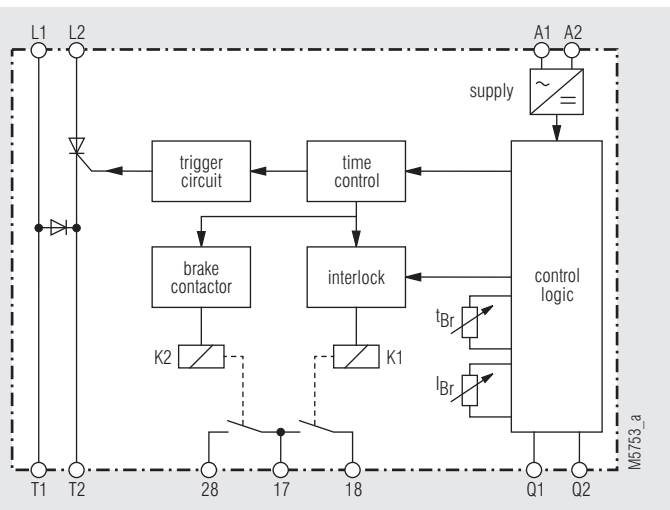 L1 L2 A1 A2
supply
trigger
circuit
time
control
brake
contactor
interlock
control
logic
tBr
K2
K1
IBr
M5753_a
T1 T2 28 17 18 Q1 Q2